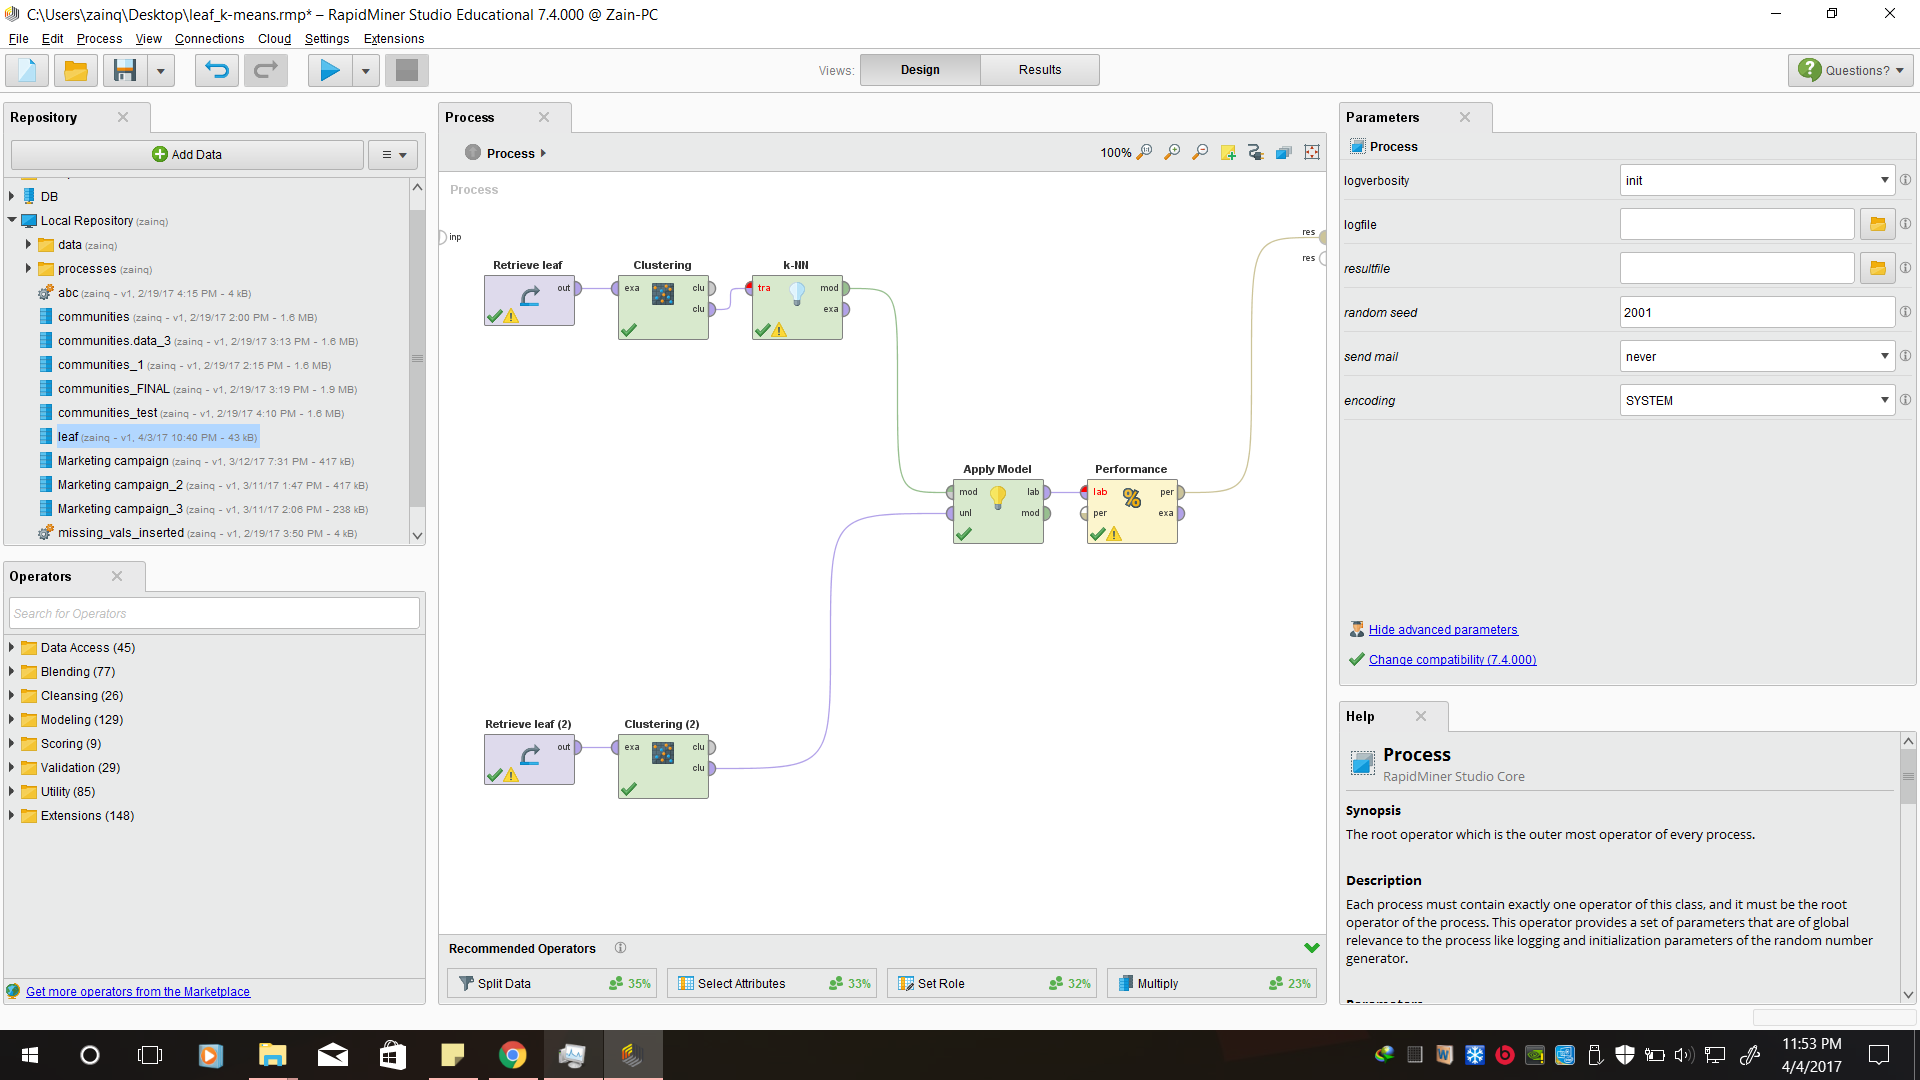 C:\Users\zainq\Desktop\leaf_k-means.rmp* – RapidMiner Studio Educational 7.4.000 @ Zain-PC
File Edit Process View Connections Cloud Settings Extensions
Views: Design Results Questions?
Repository
Add Data
DB
Local Repository (zainq)
data (zainq)
processes (zainq)
abc (zainq - v1, 2/19/17 4:15 PM - 4 kB)
communities (zainq - v1, 2/19/17 2:00 PM - 1.6 MB)
communities.data_3 (zainq - v1, 2/19/17 3:13 PM - 1.6 MB)
communities_1 (zainq - v1, 2/19/17 2:15 PM - 1.6 MB)
communities_FINAL (zainq - v1, 2/19/17 3:19 PM - 1.9 MB)
communities_test (zainq - v1, 2/19/17 4:10 PM - 1.6 MB)
leaf (zainq - v1, 4/3/17 10:40 PM - 43 kB)
Marketing campaign (zainq - v1, 3/12/17 7:31 PM - 417 kB)
Marketing campaign_2 (zainq - v1, 3/11/17 1:47 PM - 417 kB)
Marketing campaign_3 (zainq - v1, 3/11/17 2:06 PM - 238 kB)
missing_vals_inserted (zainq - v1, 2/19/17 3:50 PM - 4 kB)
Operators
Search for Operators
Data Access (45)
Blending (77)
Cleansing (26)
Modeling (129)
Scoring (9)
Validation (29)
Utility (85)
Extensions (148)
Get more operators from the Marketplace
Process
Process
100%
Process
inp
res
res
Retrieve leaf
out
Clustering
exa clu
clu
k-NN
tra mod
exa
Apply Model
mod lab
unl mod
Performance
lab per
per exa
Retrieve leaf (2)
out
Clustering (2)
exa clu
clu
Recommended Operators
Split Data 35%
Select Attributes 33%
Set Role 32%
Multiply 23%
Parameters
Process
logverbosity init
logfile
resultfile
random seed 2001
send mail never
encoding SYSTEM
Hide advanced parameters
Change compatibility (7.4.000)
Help
Process
RapidMiner Studio Core
Synopsis
The root operator which is the outer most operator of every process.
Description
Each process must contain exactly one operator of this class, and it must be the root
operator of the process. This operator provides a set of parameters that are of global
relevance to the process like logging and initialization parameters of the random number
generator.
11:53 PM
4/4/2017